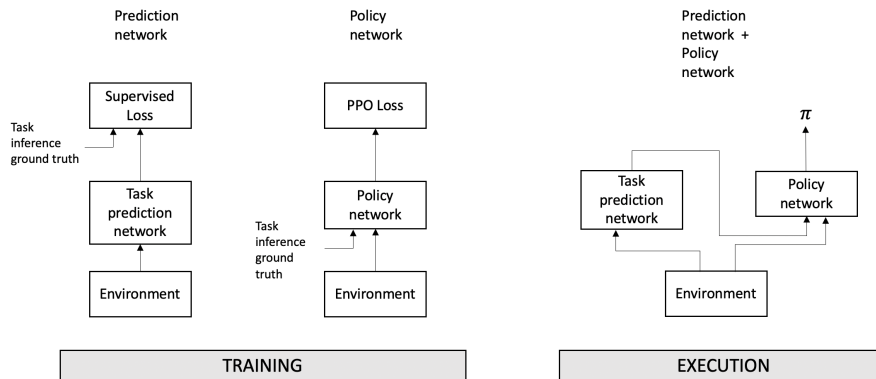 Prediction
network
Supervised
Loss
Task
inference
ground truth
Task
prediction
network
Environment
Policy
network
PPO Loss
Policy
network
Task
inference
ground
truth
Environment
TRAINING
Prediction
network +
Policy
network
π
Task
prediction
network
Policy
network
Environment
EXECUTION